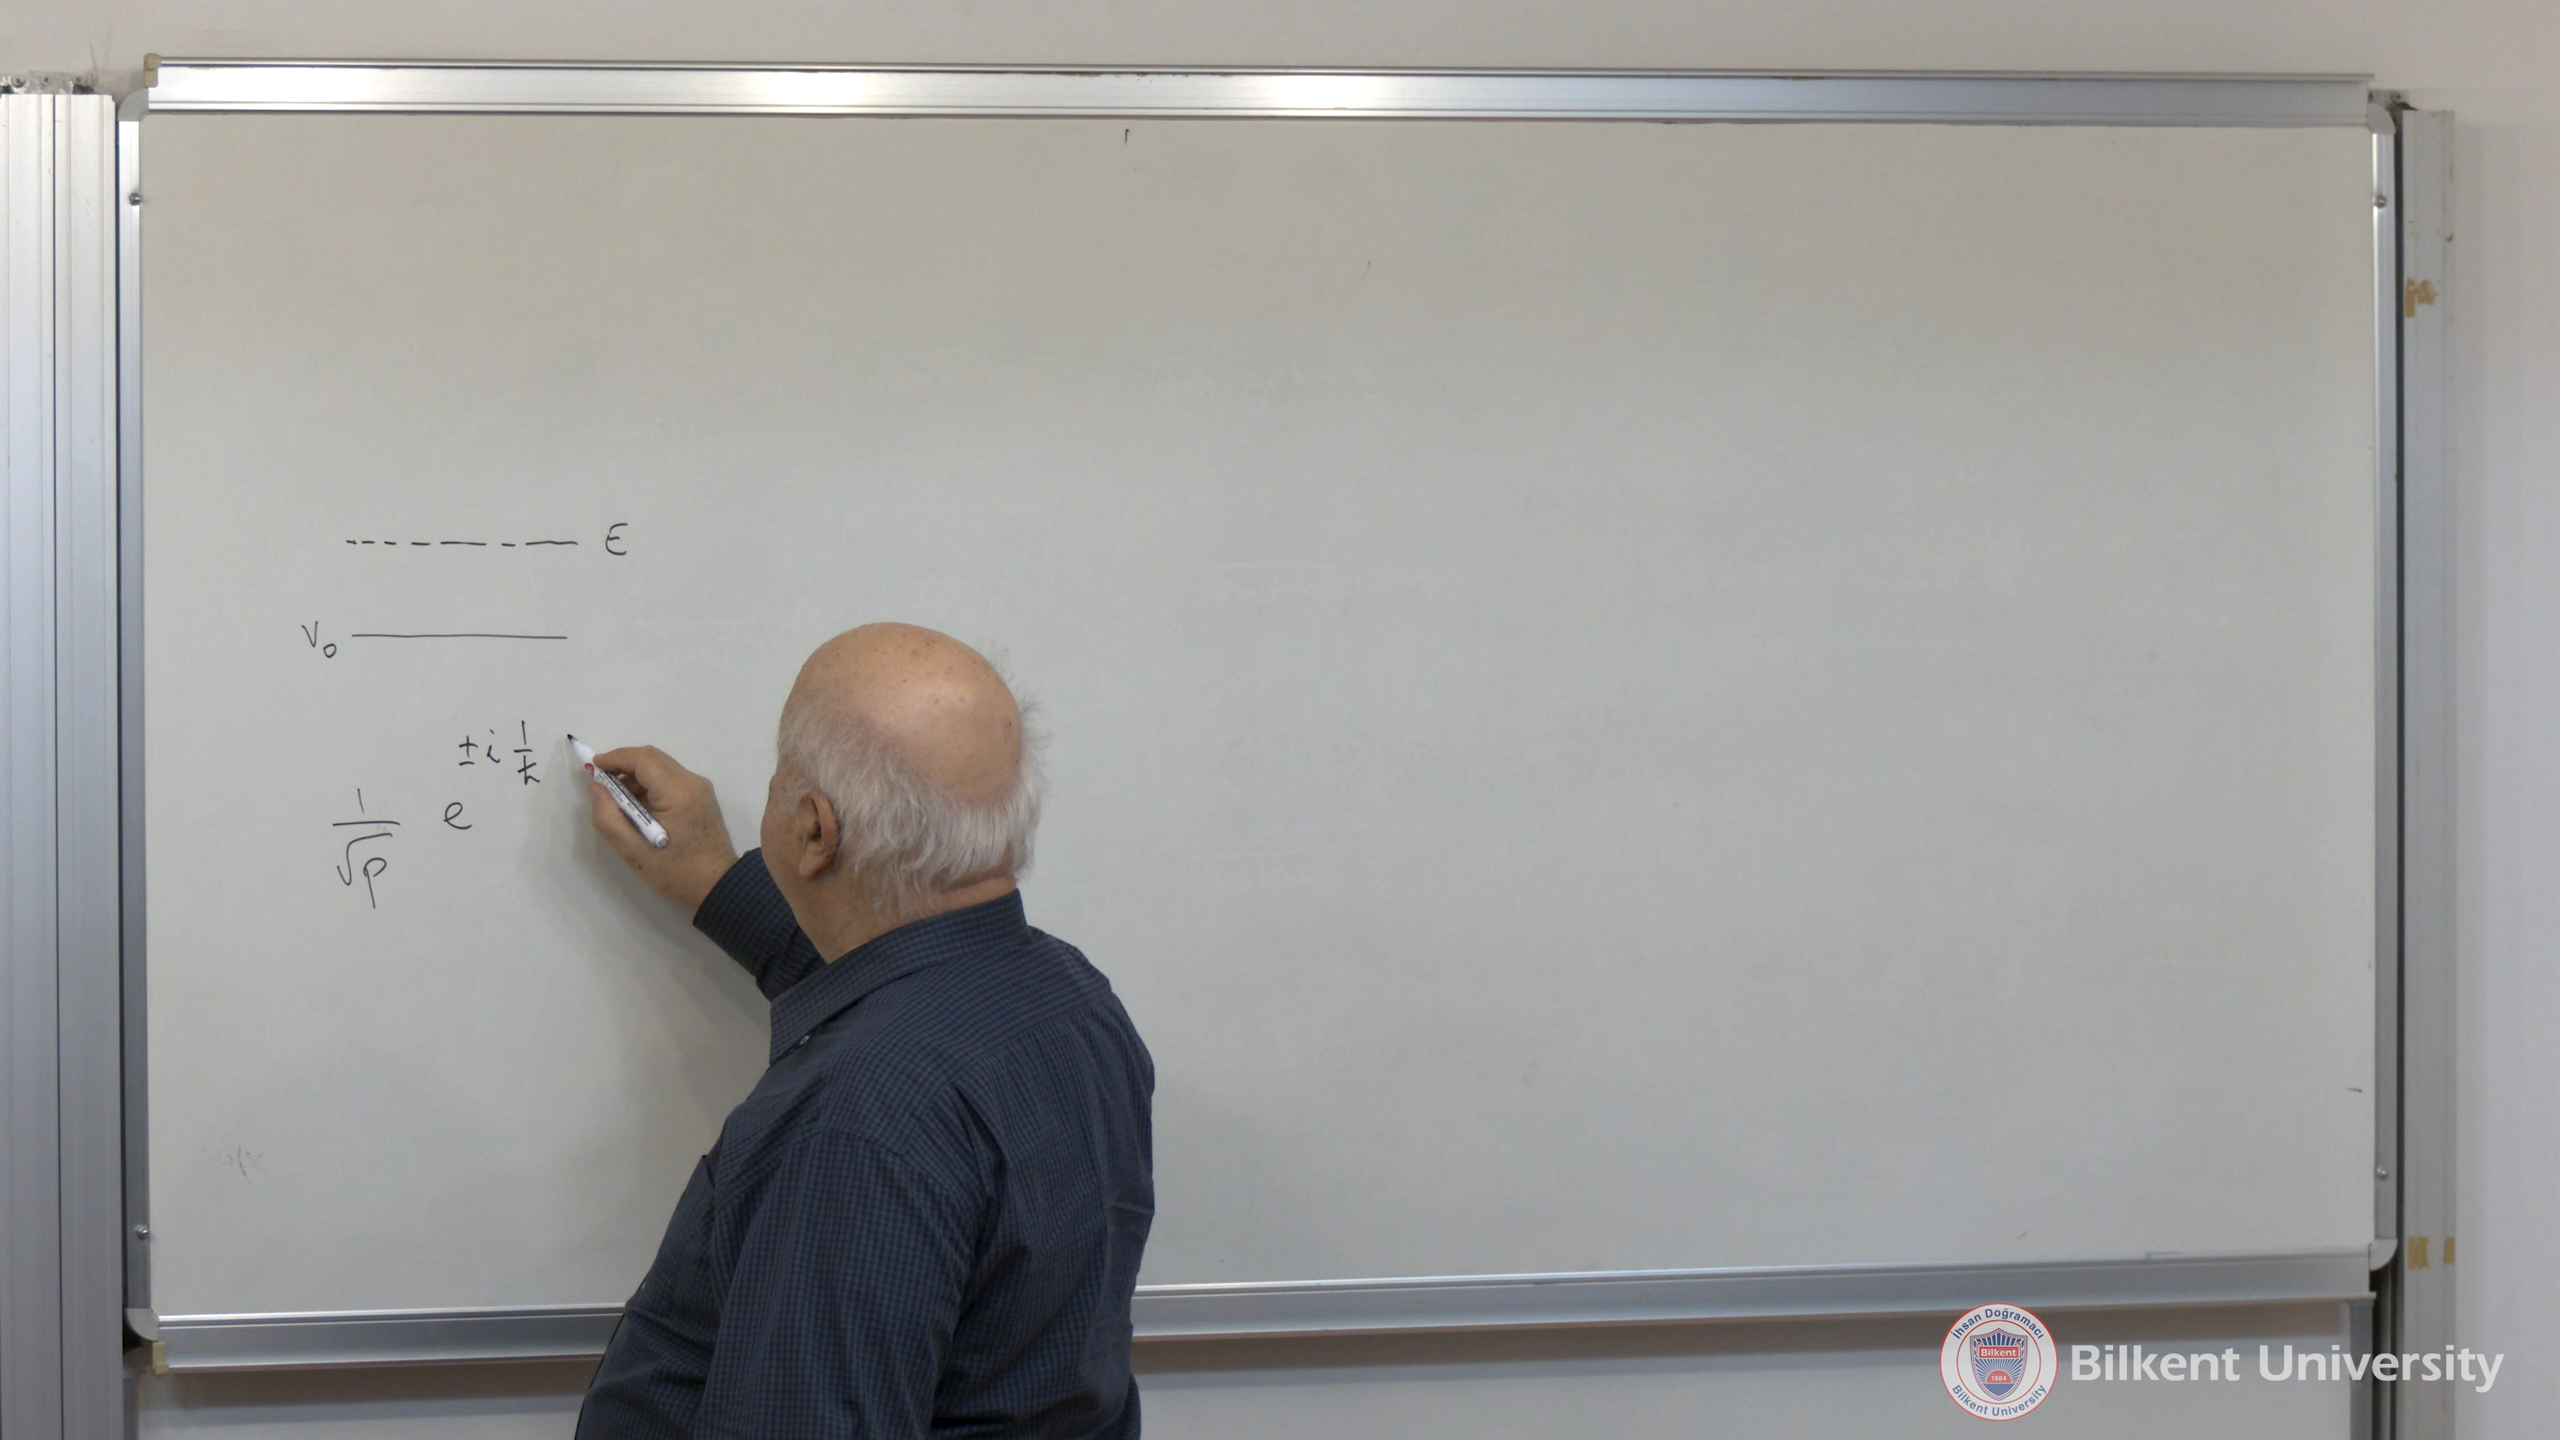 E
V₀
1/√p e^{±i 1/ħ}
İhsan Doğramacı
Bilkent
1984
Bilkent University
Bilkent University